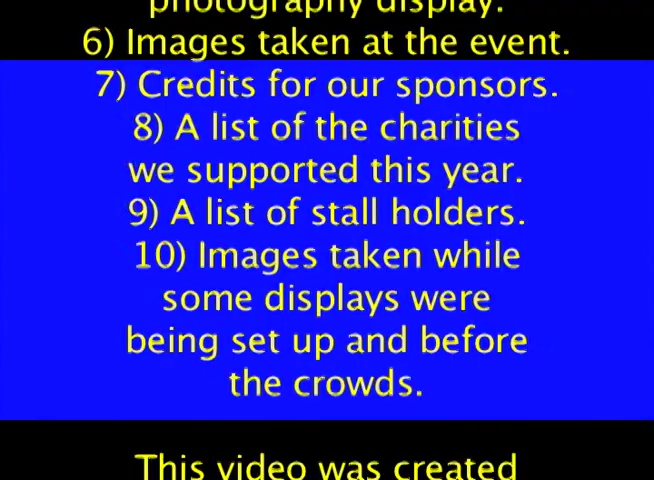 photography display.
6) Images taken at the event.
7) Credits for our sponsors.
8) A list of the charities
we supported this year.
9) A list of stall holders.
10) Images taken while
some displays were
being set up and before
the crowds.
This video was created